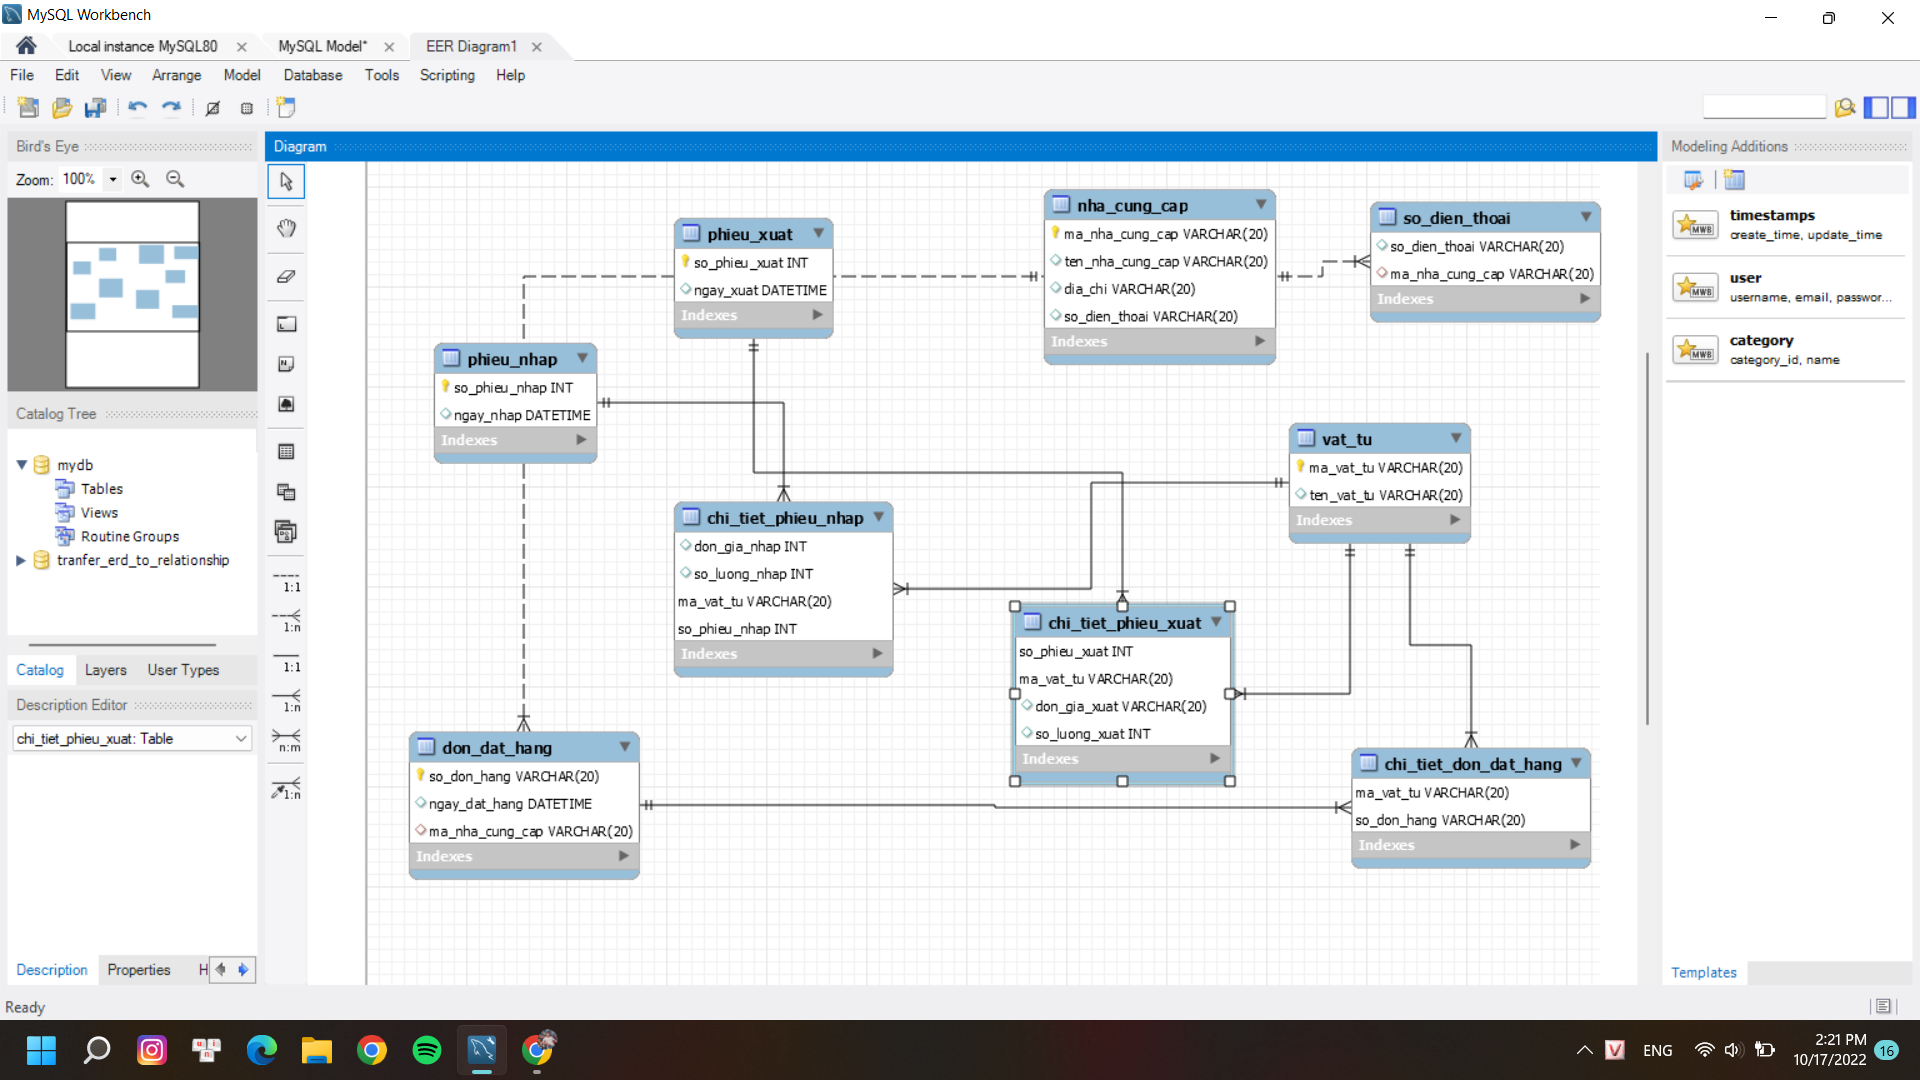 MySQL Workbench
Local instance MySQL80
MySQL Model*
EER Diagram1
File Edit View Arrange Model Database Tools Scripting Help
Bird's Eye
Zoom: 100%
Catalog Tree
mydb
Tables
Views
Routine Groups
tranfer_erd_to_relationship
Catalog Layers User Types
Description Editor
chi_tiet_phieu_xuat: Table
Description Properties H
Ready
1:1
1:n
1:1
1:n
n:m
1:n
Diagram
phieu_xuat
so_phieu_xuat INT
ngay_xuat DATETIME
Indexes
nha_cung_cap
ma_nha_cung_cap VARCHAR(20)
ten_nha_cung_cap VARCHAR(20)
dia_chi VARCHAR(20)
so_dien_thoai VARCHAR(20)
Indexes
so_dien_thoai
so_dien_thoai VARCHAR(20)
ma_nha_cung_cap VARCHAR(20)
Indexes
phieu_nhap
so_phieu_nhap INT
ngay_nhap DATETIME
Indexes
vat_tu
ma_vat_tu VARCHAR(20)
ten_vat_tu VARCHAR(20)
Indexes
chi_tiet_phieu_nhap
don_gia_nhap INT
so_luong_nhap INT
ma_vat_tu VARCHAR(20)
so_phieu_nhap INT
Indexes
chi_tiet_phieu_xuat
so_phieu_xuat INT
ma_vat_tu VARCHAR(20)
don_gia_xuat VARCHAR(20)
so_luong_xuat INT
Indexes
don_dat_hang
so_don_hang VARCHAR(20)
ngay_dat_hang DATETIME
ma_nha_cung_cap VARCHAR(20)
Indexes
chi_tiet_don_dat_hang
ma_vat_tu VARCHAR(20)
so_don_hang VARCHAR(20)
Indexes
Modeling Additions
MWB
timestamps
create_time, update_time
MWB
user
username, email, passwor...
MWB
category
category_id, name
Templates
ENG
2:21 PM
10/17/2022
16